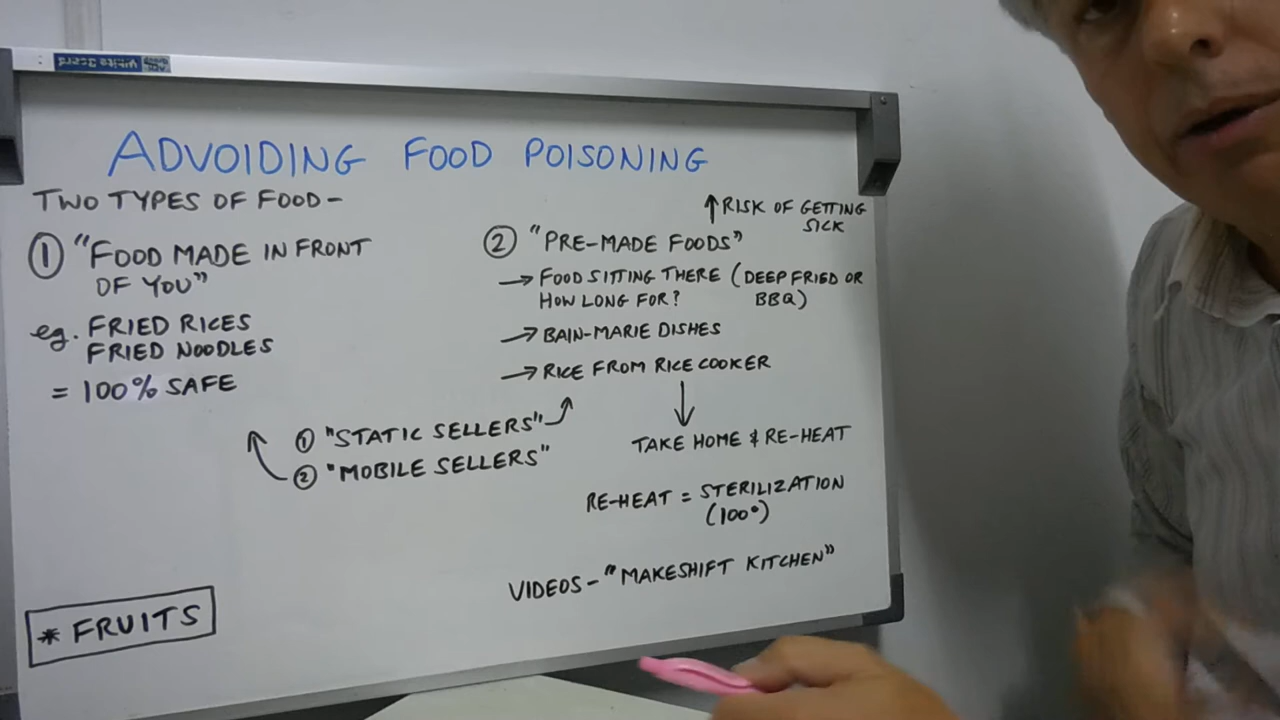 White Board
ADVOIDING FOOD POISONING
TWO TYPES OF FOOD -
① "FOOD MADE IN FRONT
OF YOU"
eg. FRIED RICES
FRIED NOODLES
= 100% SAFE
↑ RISK OF GETTING
SICK
② "PRE-MADE FOODS"
→ FOOD SITTING THERE (DEEP FRIED OR
HOW LONG FOR? BBQ)
→ BAIN-MARIE DISHES
→ RICE FROM RICE COOKER
① "STATIC SELLERS"
② "MOBILE SELLERS"
TAKE HOME & RE-HEAT
RE-HEAT = STERILIZATION
(100°)
VIDEOS - "MAKESHIFT KITCHEN"
* FRUITS